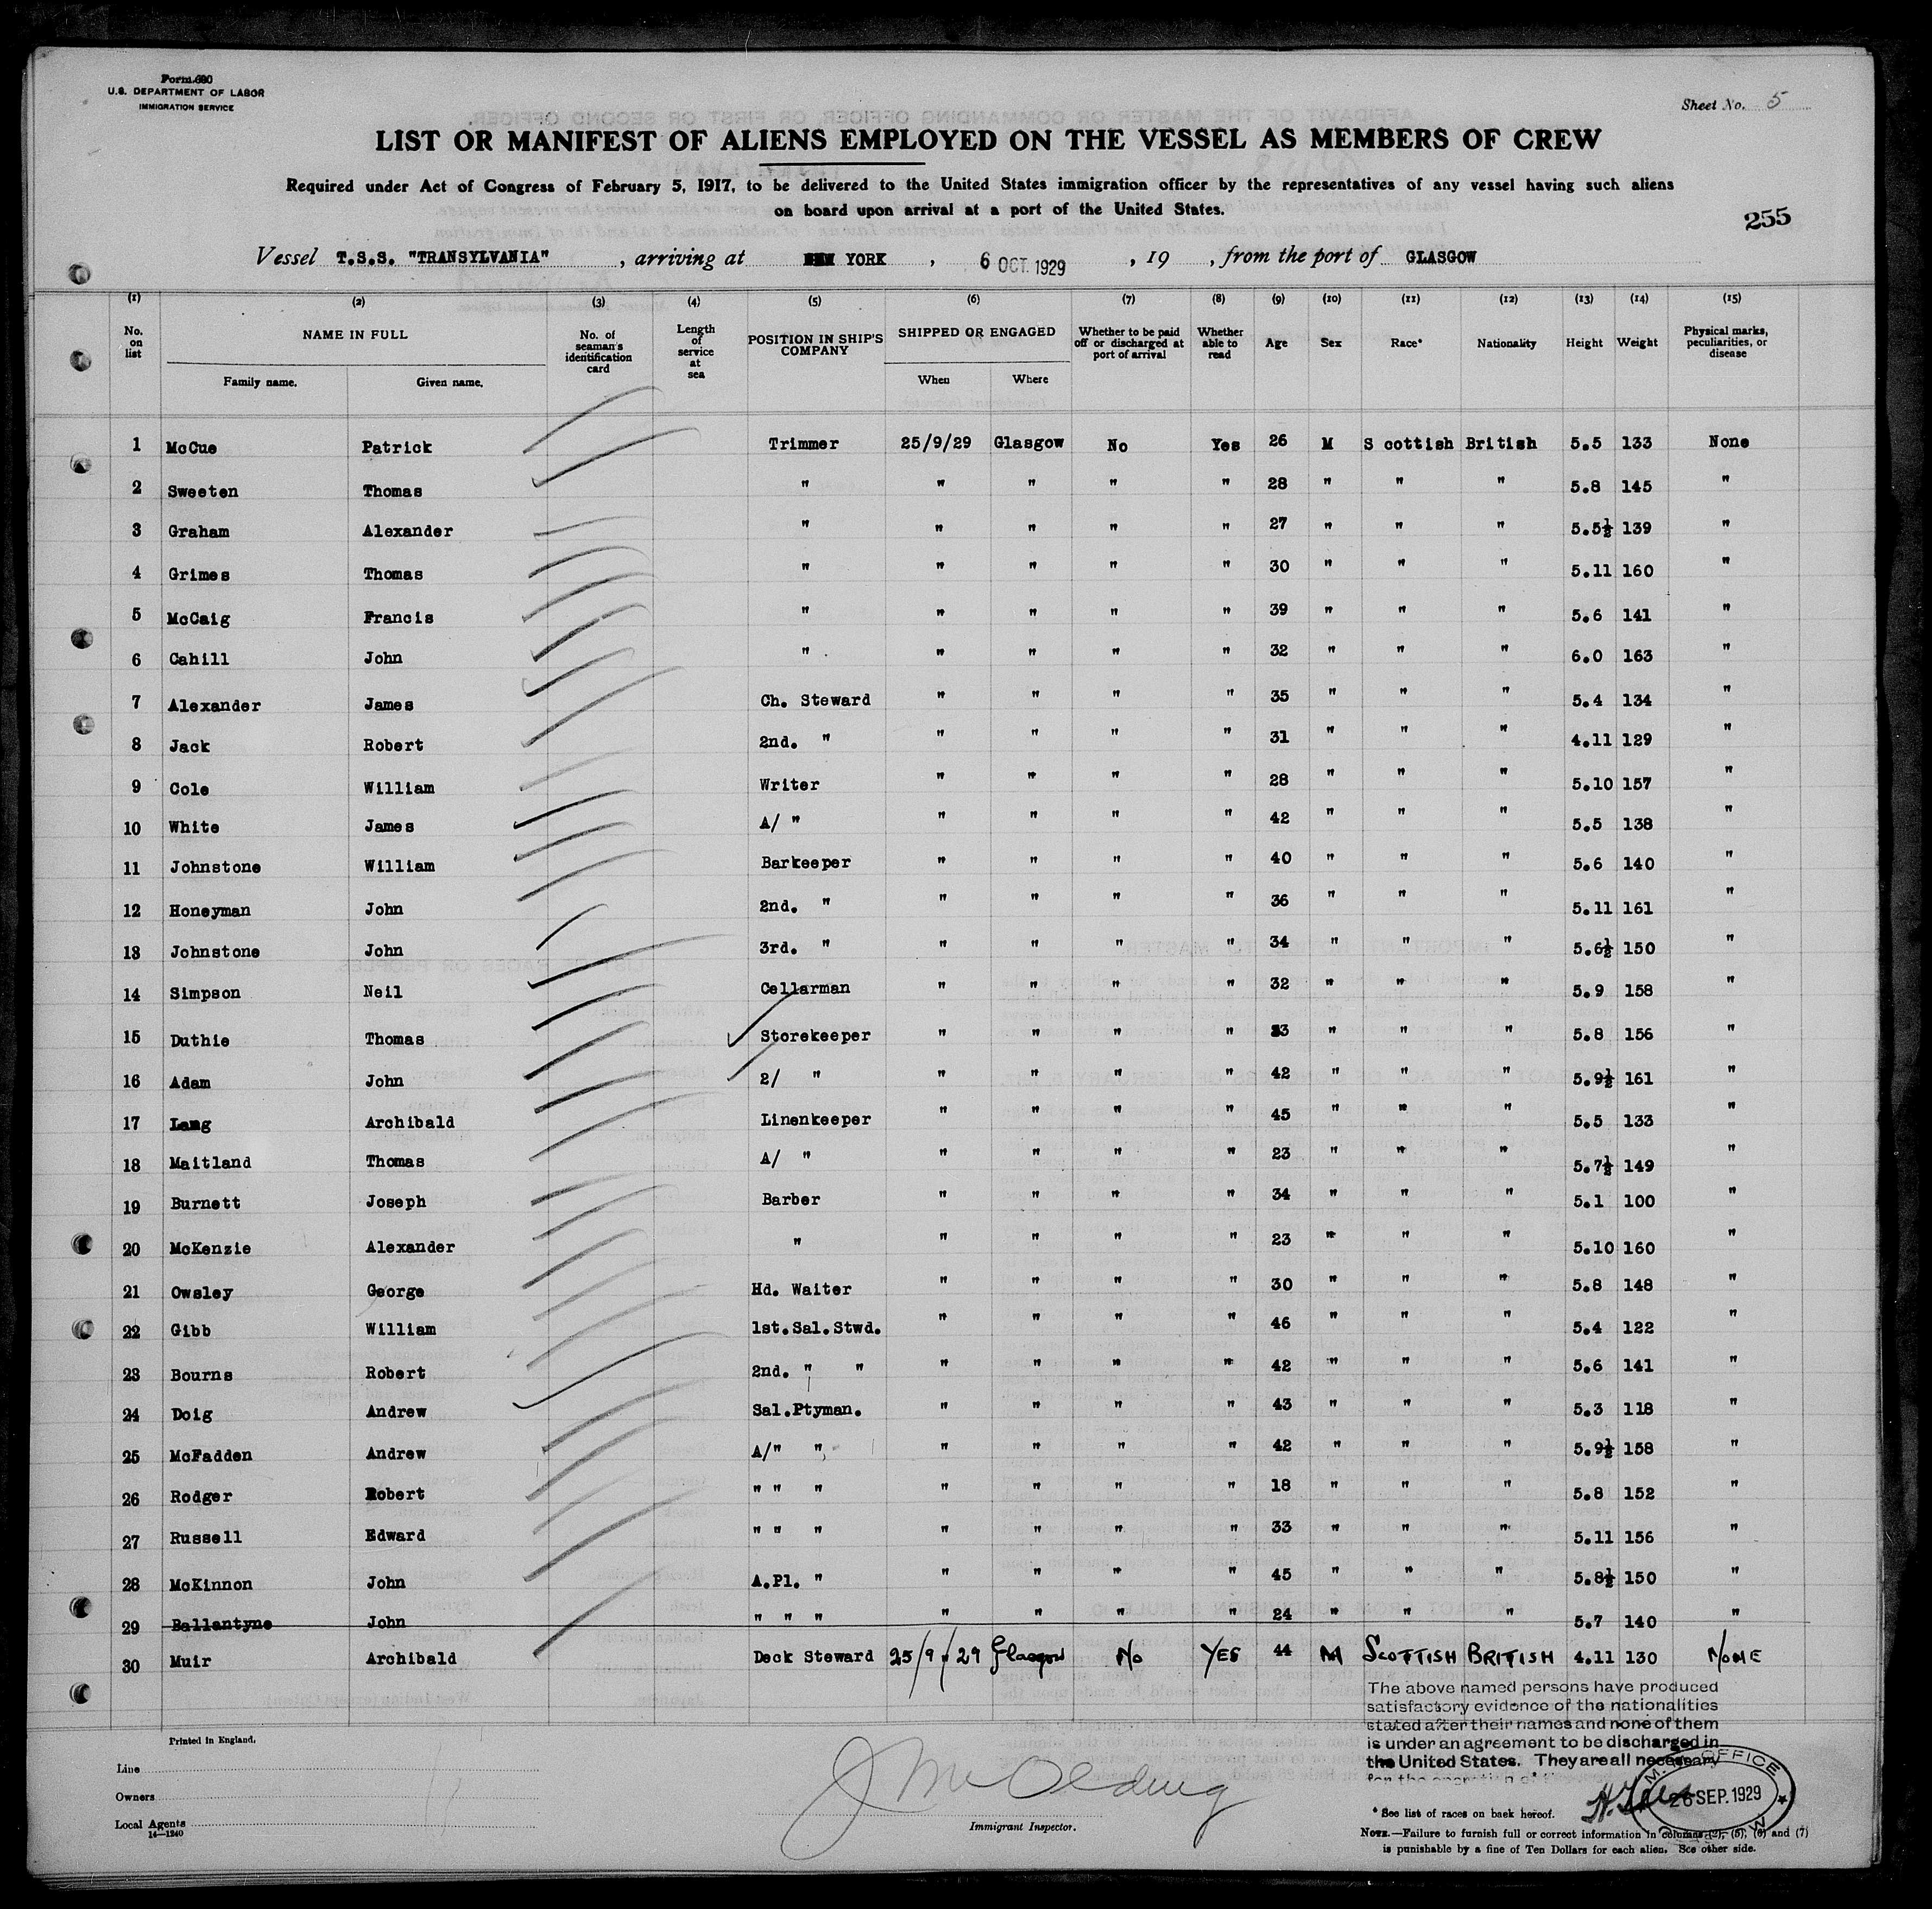 Form 680
U.S. DEPARTMENT OF LABOR
IMMIGRATION SERVICE
Sheet No. 5
LIST OR MANIFEST OF ALIENS EMPLOYED ON THE VESSEL AS MEMBERS OF CREW
Required under Act of Congress of February 5, 1917, to be delivered to the United States immigration officer by the representatives of any vessel having such aliens
on board upon arrival at a port of the United States.
255
Vessel T.S.S. "TRANSYLVANIA", arriving at NEW YORK, 6 OCT 1929, 19 , from the port of GLASGOW
(1) (2) (3) (4) (5) (6) (7) (8) (9) (10) (11) (12) (13) (14) (15)
No. on list NAME IN FULL Family name. Given name. No. of seaman's identification card Length of service at sea POSITION IN SHIP'S COMPANY SHIPPED OR ENGAGED When Where Whether to be paid off or discharged at port of arrival Whether able to read Age Sex Race* Nationality Height Weight Physical marks, peculiarities, or disease
1 McCue Patrick Trimmer 25/9/29 Glasgow No Yes 26 M S cottish British 5.5 133 None
2 Sweeten Thomas " " " " " 28 " " " 5.8 145 "
3 Graham Alexander " " " " " 27 " " " 5.5½ 139 "
4 Grimes Thomas " " " " " 30 " " " 5.11 160 "
5 McCaig Francis " " " " " 39 " " " 5.6 141 "
6 Cahill John " " " " " 32 " " " 6.0 163 "
7 Alexander James Ch. Steward " " " " 35 " " " 5.4 134 "
8 Jack Robert 2nd. " " " " " 31 " " " 4.11 129 "
9 Cole William Writer " " " " 28 " " " 5.10 157 "
10 White James A/ " " " " " 42 " " " 5.5 138 "
11 Johnstone William Barkeeper " " " " 40 " " " 5.6 140 "
12 Honeyman John 2nd. " " " " " 36 " " " 5.11 161 "
13 Johnstone John 3rd. " " " " " 34 " " " 5.6½ 150 "
14 Simpson Neil Cellarman " " " " 32 " " " 5.9 158 "
15 Duthie Thomas Storekeeper " " " " 33 " " " 5.8 156 "
16 Adam John 2/ " " " " " 42 " " " 5.9½ 161 "
17 Lang Archibald Linenkeeper " " " " 45 " " " 5.5 133 "
18 Maitland Thomas A/ " " " " " 23 " " " 5.7½ 149 "
19 Burnett Joseph Barber " " " " 34 " " " 5.1 100 "
20 McKenzie Alexander " " " " " 23 " " " 5.10 160 "
21 Owsley George Hd. Waiter " " " " 30 " " " 5.8 148 "
22 Gibb William 1st.Sal.Stwd. " " " " 46 " " " 5.4 122 "
23 Bourns Robert 2nd. " " " " " " 42 " " " 5.6 141 "
24 Doig Andrew Sal.Ptyman. " " " " 43 " " " 5.3 118 "
25 McFadden Andrew A/" " " " " " 42 " " " 5.9½ 158 "
26 Rodger Robert " " " " " " " 18 " " " 5.8 152 "
27 Russell Edward " " " " " " " 33 " " " 5.11 156 "
28 McKinnon John A.Pl. " " " " " 45 " " " 5.8½ 150 "
29 Ballantyne John " " " " " " " 24 " " " 5.7 140 "
30 Muir Archibald Deck Steward 25/9/29 Glasgow No YES 44 M SCOTTISH BRITISH 4.11 130 NONE
The above named persons have produced
satisfactory evidence of the nationalities
stated after their names and none of them
is under an agreement to be discharged in
the United States. They are all necessary
for the operation of
Printed in England.
Line
Owners
Local Agents
14—1240
Immigrant Inspector.
* See list of races on back hereof.
M. OFFICE
26 SEP. 1929
NOTE.—Failure to furnish full or correct information in columns (2), (5), (6) and (7)
is punishable by a fine of Ten Dollars for each alien. See other side.